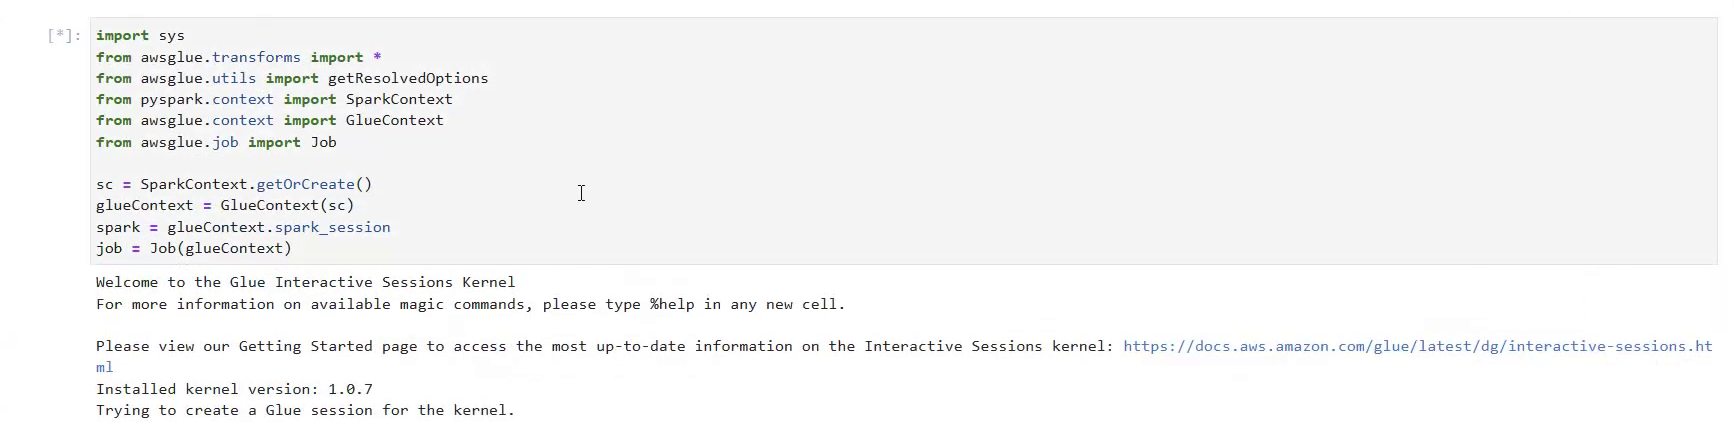 [*]: import sys
from awsglue.transforms import *
from awsglue.utils import getResolvedOptions
from pyspark.context import SparkContext
from awsglue.context import GlueContext
from awsglue.job import Job
sc = SparkContext.getOrCreate()
glueContext = GlueContext(sc)
spark = glueContext.spark_session
job = Job(glueContext)
Welcome to the Glue Interactive Sessions Kernel
For more information on available magic commands, please type %help in any new cell.
Please view our Getting Started page to access the most up-to-date information on the Interactive Sessions kernel: https://docs.aws.amazon.com/glue/latest/dg/interactive-sessions.ht
ml
Installed kernel version: 1.0.7
Trying to create a Glue session for the kernel.